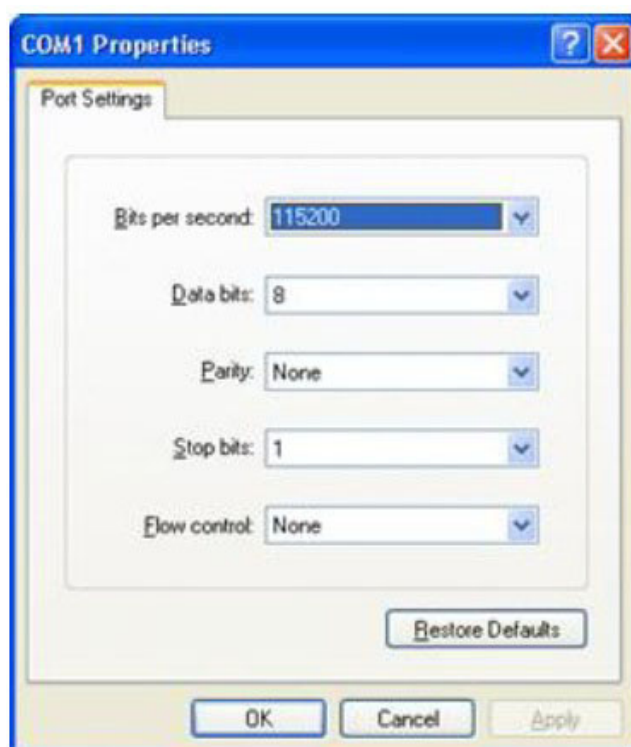 COM1 Properties
Port Settings
Bits per second: 115200
Data bits: 8
Parity: None
Stop bits: 1
Flow control: None
Restore Defaults
OK Cancel Apply